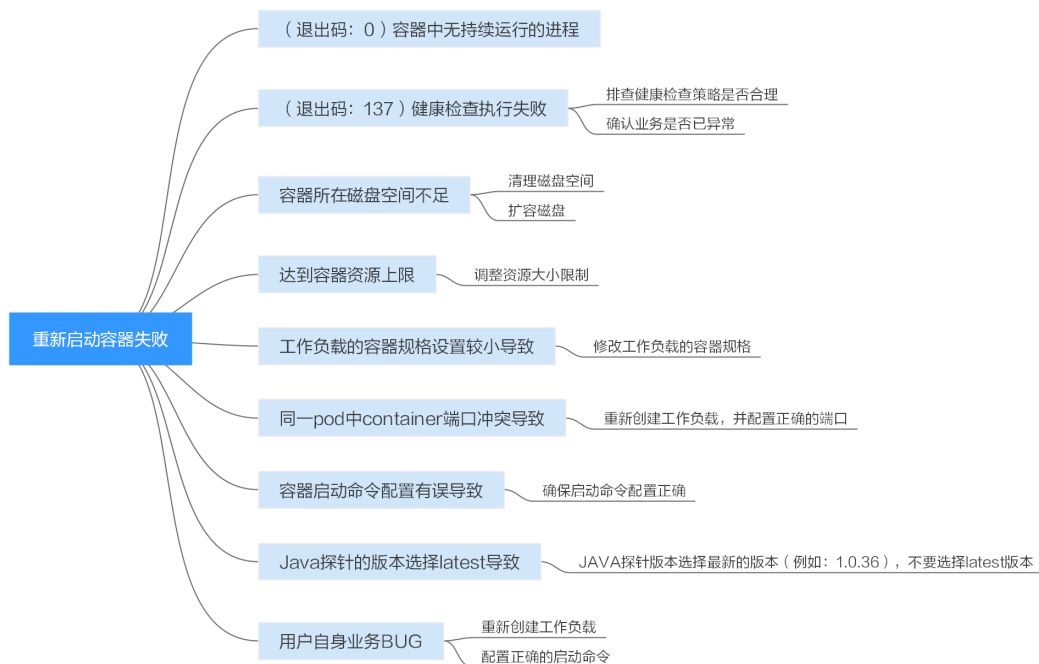 （退出码：0）容器中无持续运行的进程
（退出码：137）健康检查执行失败
排查健康检查策略是否合理
确认业务是否已异常
容器所在磁盘空间不足
清理磁盘空间
扩容磁盘
达到容器资源上限
调整资源大小限制
重新启动容器失败
工作负载的容器规格设置较小导致
修改工作负载的容器规格
同一pod中container端口冲突导致
重新创建工作负载，并配置正确的端口
容器启动命令配置有误导致
确保启动命令配置正确
Java探针的版本选择latest导致
JAVA探针版本选择最新的版本（例如：1.0.36），不要选择latest版本
用户自身业务BUG
重新创建工作负载
配置正确的启动命令